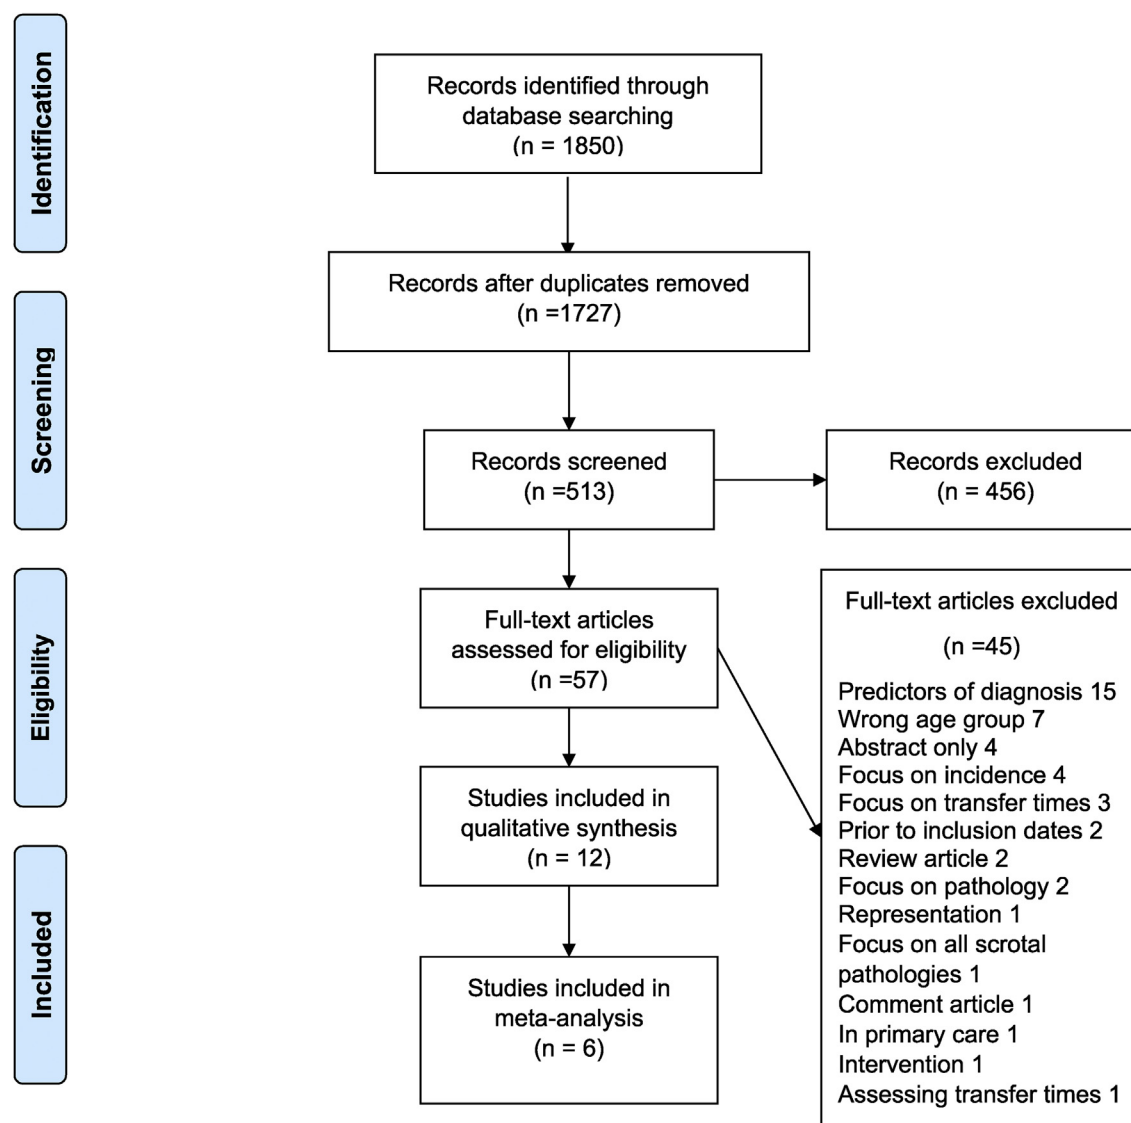 Identification
Records identified through
database searching
(n = 1850)
Records after duplicates removed
(n =1727)
Screening
Records screened
(n =513)
Records excluded
(n = 456)
Eligibility
Full-text articles
assessed for eligibility
(n =57)
Full-text articles excluded
(n =45)
Predictors of diagnosis 15
Wrong age group 7
Abstract only 4
Focus on incidence 4
Focus on transfer times 3
Prior to inclusion dates 2
Review article 2
Focus on pathology 2
Representation 1
Focus on all scrotal
pathologies 1
Comment article 1
In primary care 1
Intervention 1
Assessing transfer times 1
Studies included in
qualitative synthesis
(n = 12)
Included
Studies included in
meta-analysis
(n = 6)